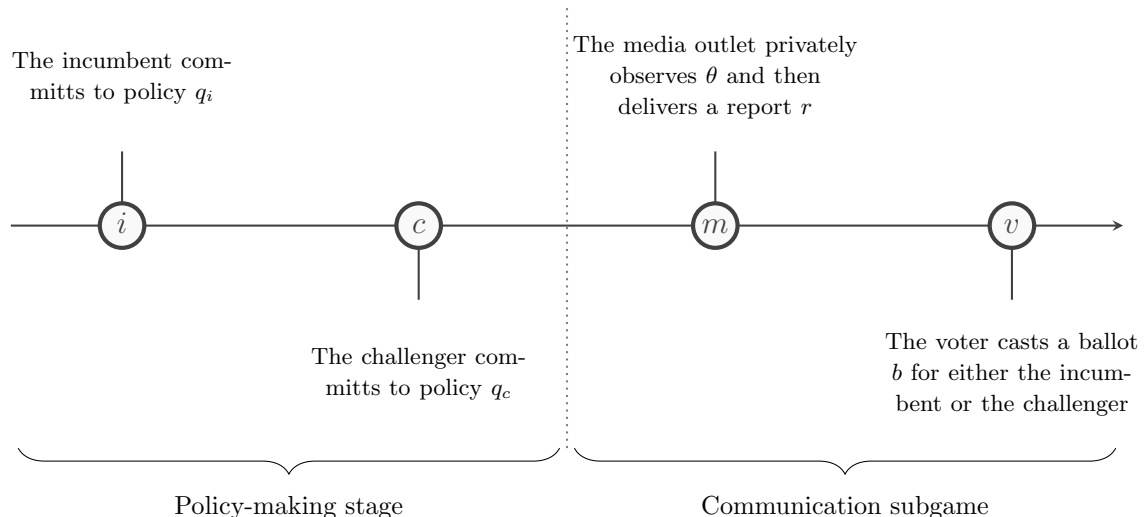 The incumbent com-
mitts to policy q_i
The media outlet privately
observes θ and then
delivers a report r
i
c
m
v
The challenger com-
mitts to policy q_c
The voter casts a ballot
b for either the incum-
bent or the challenger
Policy-making stage
Communication subgame